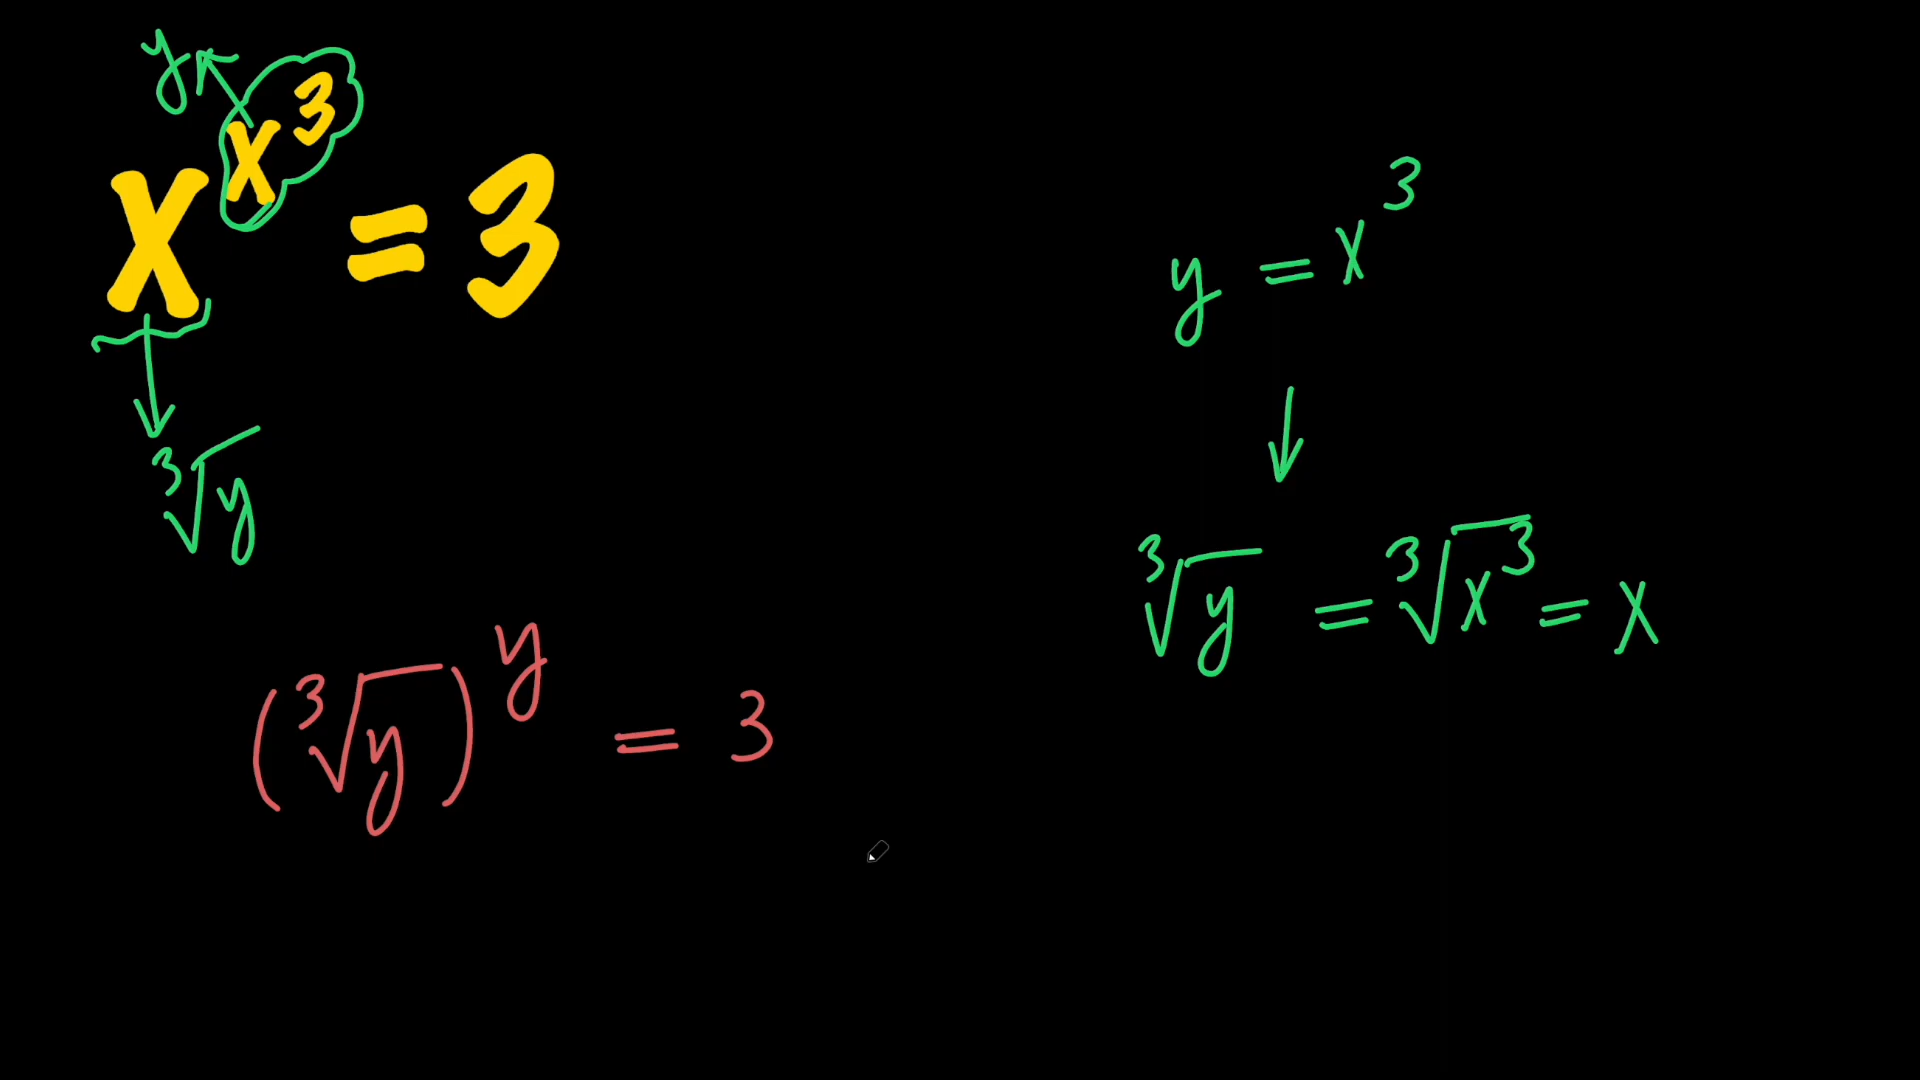 y
x^{x^3} = 3
∛y
(∛y)^y = 3
y = x^3
∛y = ∛x^3 = x